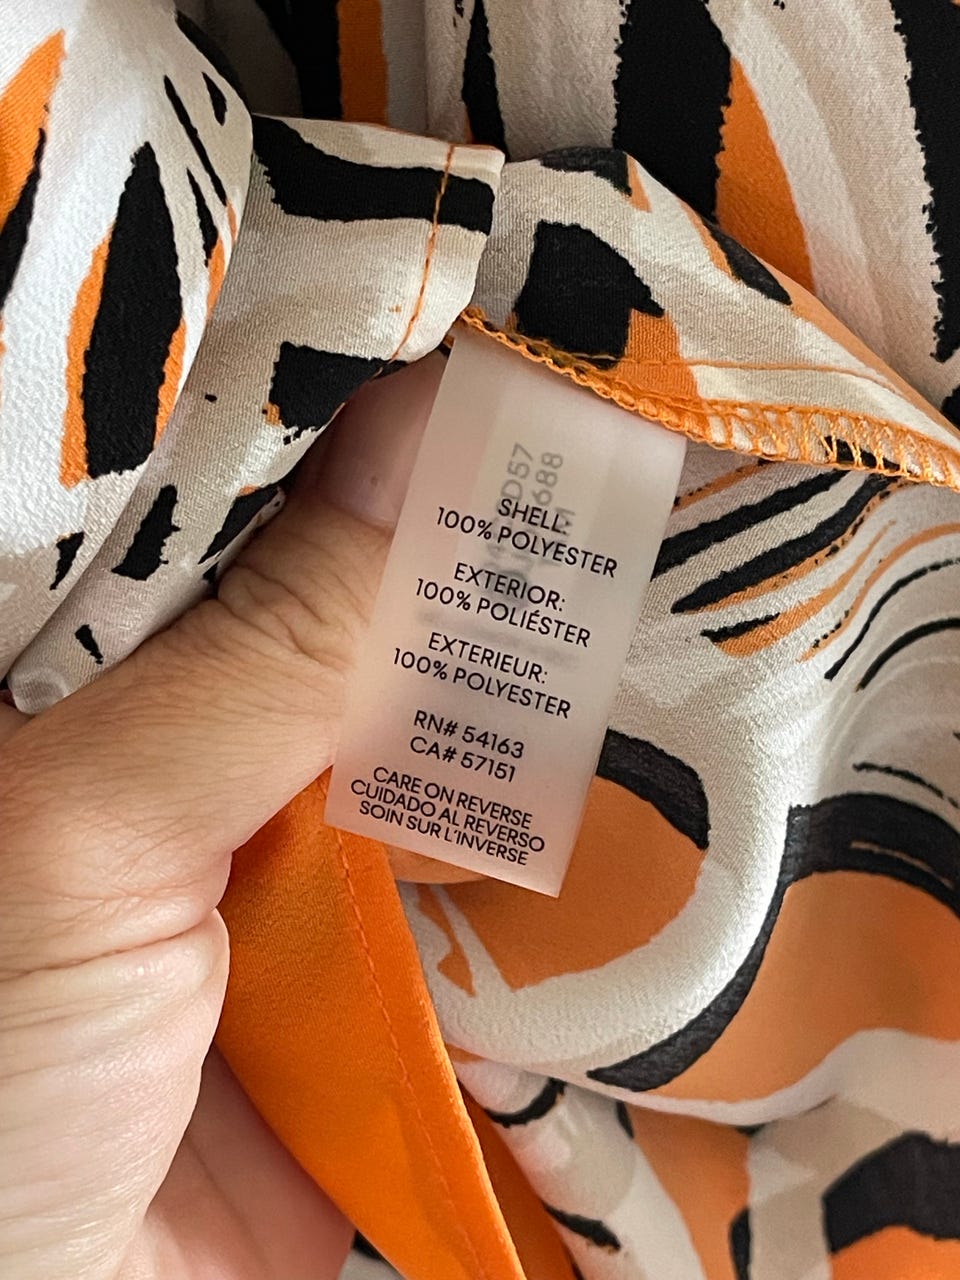 SHELL:
100% POLYESTER
EXTERIOR:
100% POLIÉSTER
EXTERIEUR:
100% POLYESTER
RN# 54163
CA# 57151
CARE ON REVERSE
CUIDADO AL REVERSO
SOIN SUR L'INVERSE